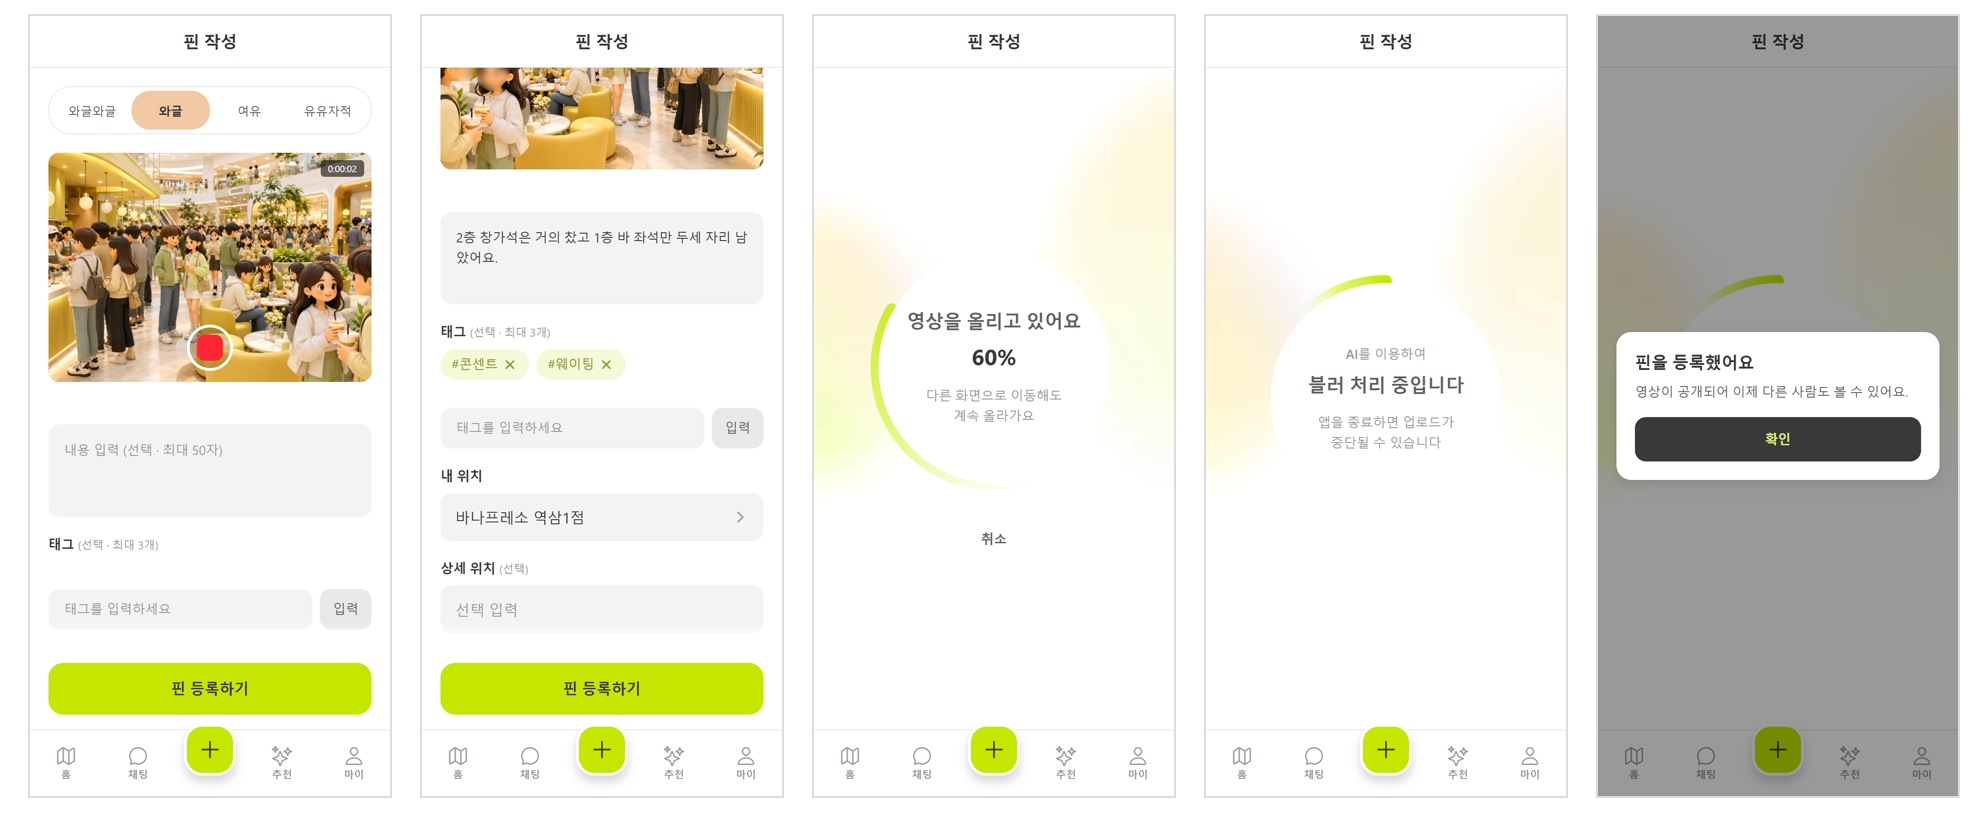 핀 작성
와글와글
와글
여유
유유자적
0:00:02
내용 입력 (선택 · 최대 50자)
태그 (선택 · 최대 3개)
태그를 입력하세요
입력
핀 등록하기
홈
채팅
추천
마이
핀 작성
2층 창가석은 거의 찼고 1층 바 좌석만 두세 자리 남
았어요.
태그 (선택 · 최대 3개)
#콘센트
#웨이팅
태그를 입력하세요
입력
내 위치
바나프레소 역삼1점
상세 위치 (선택)
선택 입력
핀 등록하기
홈
채팅
추천
마이
핀 작성
영상을 올리고 있어요
60%
다른 화면으로 이동해도
계속 올라가요
취소
홈
채팅
추천
마이
핀 작성
AI를 이용하여
블러 처리 중입니다
앱을 종료하면 업로드가
중단될 수 있습니다
홈
채팅
추천
마이
핀 작성
핀을 등록했어요
영상이 공개되어 이제 다른 사람도 볼 수 있어요.
확인
홈
채팅
추천
마이